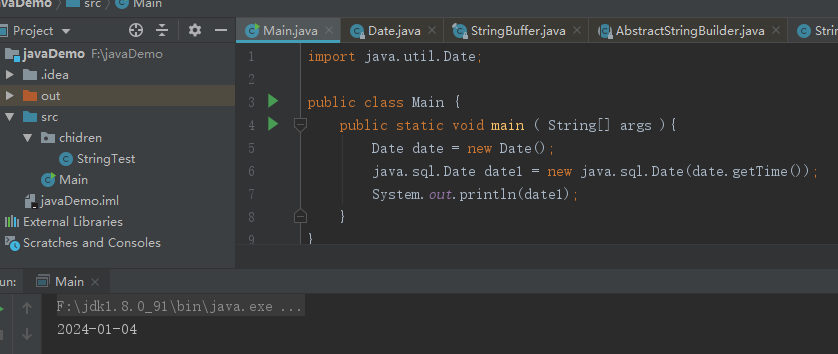 javaDemo
src
Main
Project
Main.java
Date.java
StringBuffer.java
AbstractStringBuilder.java
Strin
javaDemo F:\javaDemo
.idea
out
src
chidren
StringTest
Main
javaDemo.iml
External Libraries
Scratches and Consoles
1 import java.util.Date;
2
3 public class Main {
4 public static void main ( String[] args ){
5 Date date = new Date();
6 java.sql.Date date1 = new java.sql.Date(date.getTime());
7 System.out.println(date1);
8 }
9 }
un:
Main
F:\jdk1.8.0_91\bin\java.exe ...
2024-01-04